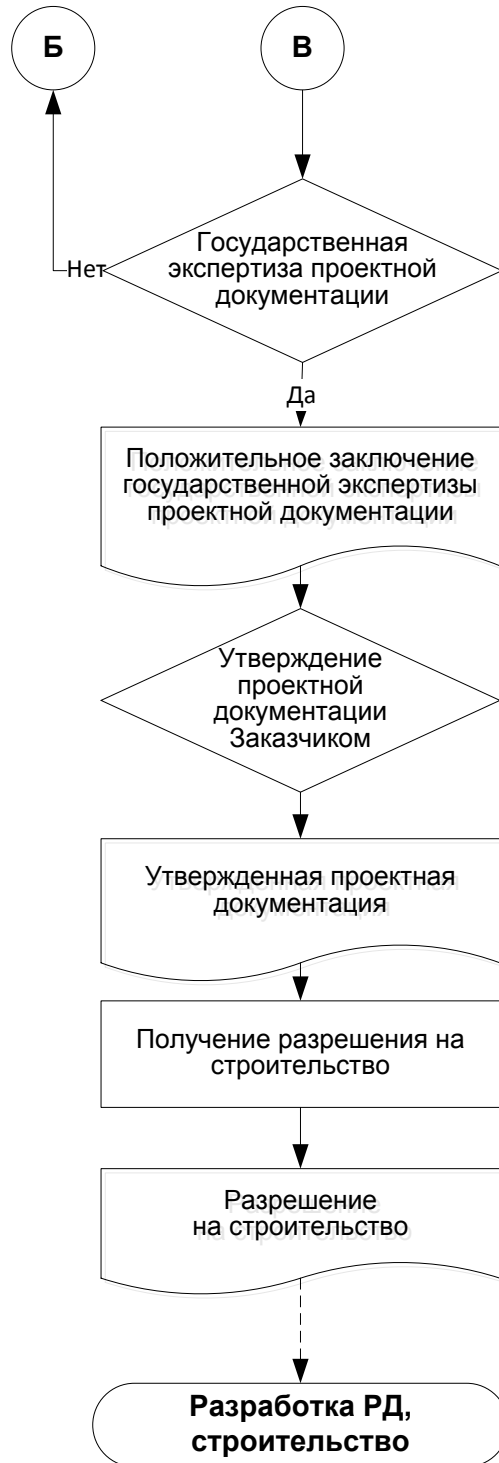 Б
В
Государственная
экспертиза проектной
документации
Нет
Да
Положительное заключение
государственной экспертизы
проектной документации
Утверждение
проектной
документации
Заказчиком
Утвержденная проектная
документация
Получение разрешения на
строительство
Разрешение
на строительство
Разработка РД,
строительство